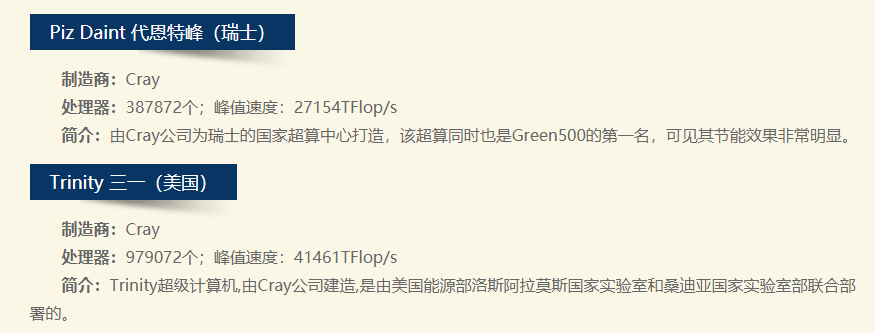 Piz Daint 代恩特峰（瑞士）
制造商：Cray
处理器：387872个；峰值速度：27154TFlop/s
简介：由Cray公司为瑞士的国家超算中心打造，该超算同时也是Green500的第一名，可见其节能效果非常明显。
Trinity 三一（美国）
制造商：Cray
处理器：979072个；峰值速度：41461TFlop/s
简介：Trinity超级计算机,由Cray公司建造,是由美国能源部洛斯阿拉莫斯国家实验室和桑迪亚国家实验室部联合部
署的。